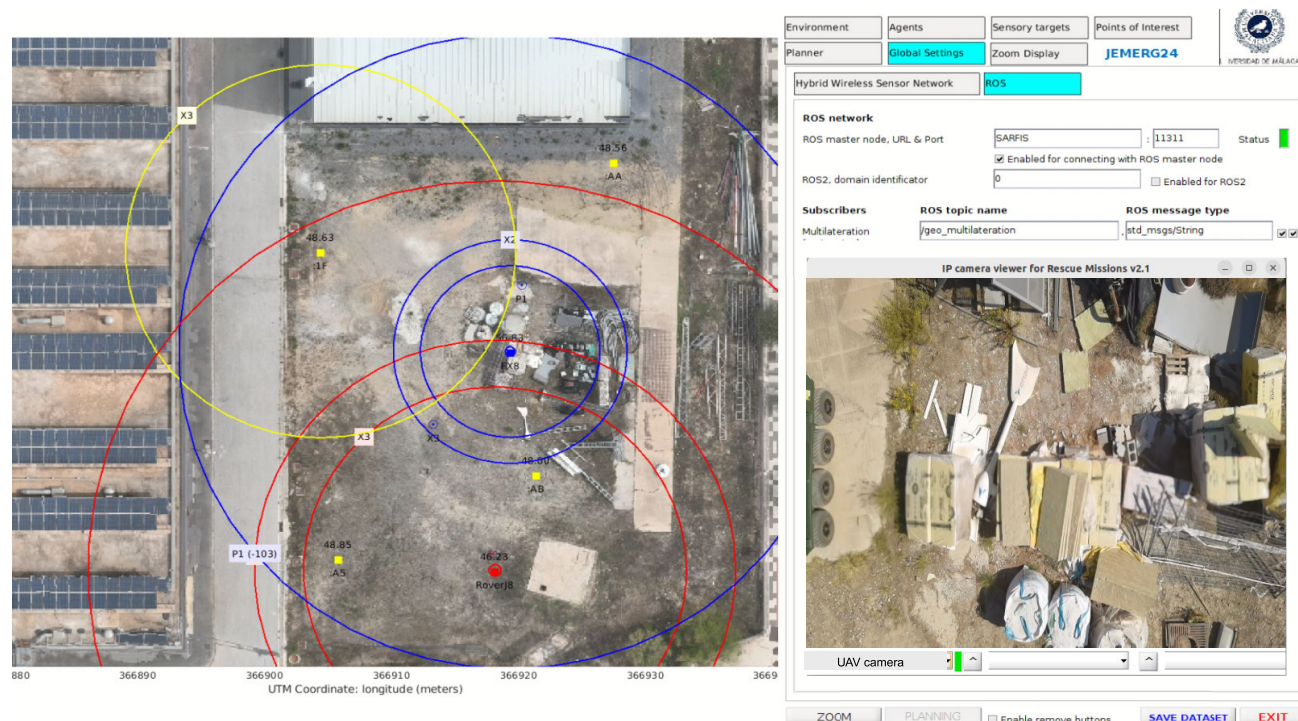 Environment
Agents
Sensory targets
Points of Interest
Planner
Global Settings
Zoom Display
JEMERG24
Hybrid Wireless Sensor Network
ROS
ROS network
ROS master node, URL & Port
SARFIS
:
11311
Status
Enabled for connecting with ROS master node
ROS2, domain identificator
0
Enabled for ROS2
Subscribers
ROS topic name
ROS message type
Multilateration
/geo_multilateration
,
std_msgs/String
IP camera viewer for Rescue Missions v2.1
UAV camera
ZOOM
PLANNING
Enable remove buttons
SAVE DATASET
EXIT
X3
48.56
:AA
48.63
:1F
X2
P1
RX8
X3
X3
48.00
:AB
P1 (-103)
48.85
:A5
46.23
RoverJ8
880
366890
366900
366910
366920
366930
3669
UTM Coordinate: longitude (meters)